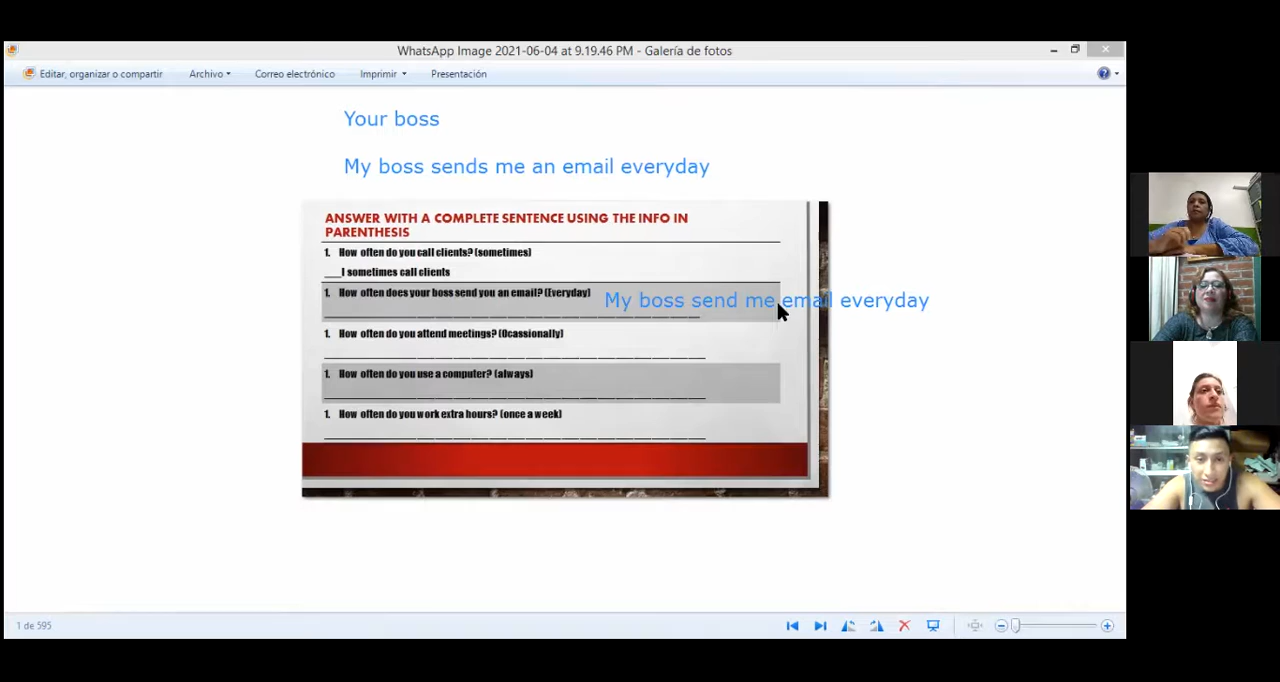 WhatsApp Image 2021-06-04 at 9.19.46 PM - Galería de fotos
Editar, organizar o compartir Archivo Correo electrónico Imprimir Presentación
Your boss
My boss sends me an email everyday
ANSWER WITH A COMPLETE SENTENCE USING THE INFO IN
PARENTHESIS
1. How often do you call clients? (sometimes)
___I sometimes call clients
1. How often does your boss send you an email? (Everyday)
My boss send me email everyday
1. How often do you attend meetings? (Ocassionally)
1. How often do you use a computer? (always)
1. How often do you work extra hours? (once a week)
1 de 595